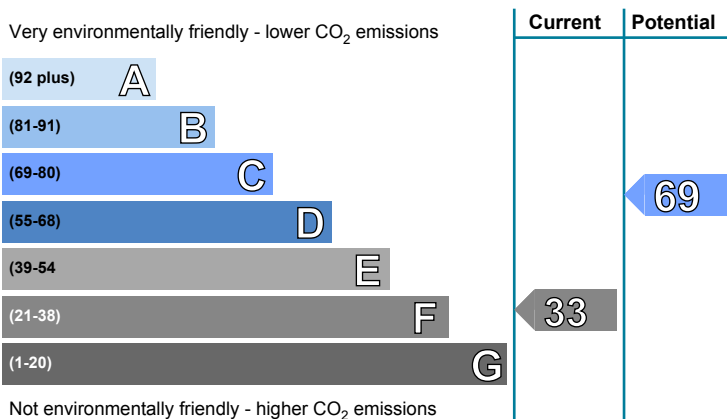 Current Potential
Very environmentally friendly - lower CO2 emissions
(92 plus) A
(81-91) B
(69-80) C
69
(55-68) D
(39-54 E
(21-38) F 33
(1-20) G
Not environmentally friendly - higher CO2 emissions